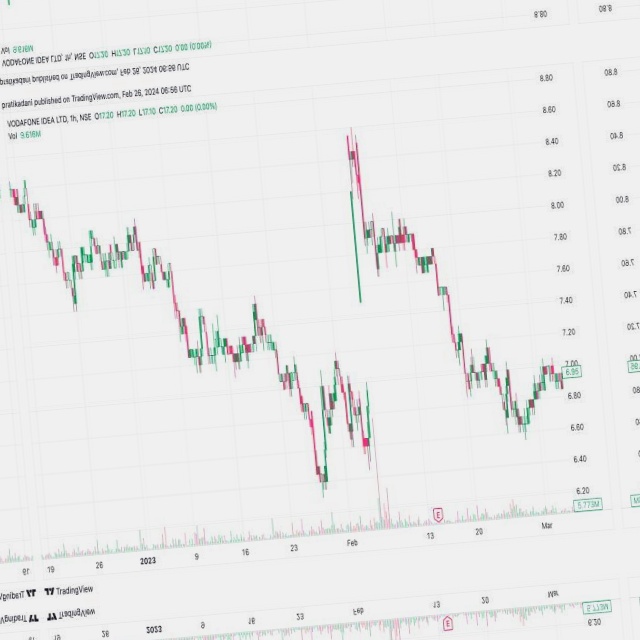 pratikadani published on TradingView.com, Feb 26, 2024 06:56 UTC
VODAFONE IDEA LTD, 1h, NSE O17.20 H17.20 L17.10 C17.20 0.00 (0.00%)
Vol 9.616M
8.80
8.60
8.40
8.20
8.00
7.80
7.60
7.40
7.20
7.00
6.95
6.80
6.60
6.40
6.20
5.773M
E
19 26 2023 9 16 23 Feb 13 20 Mar
TradingView